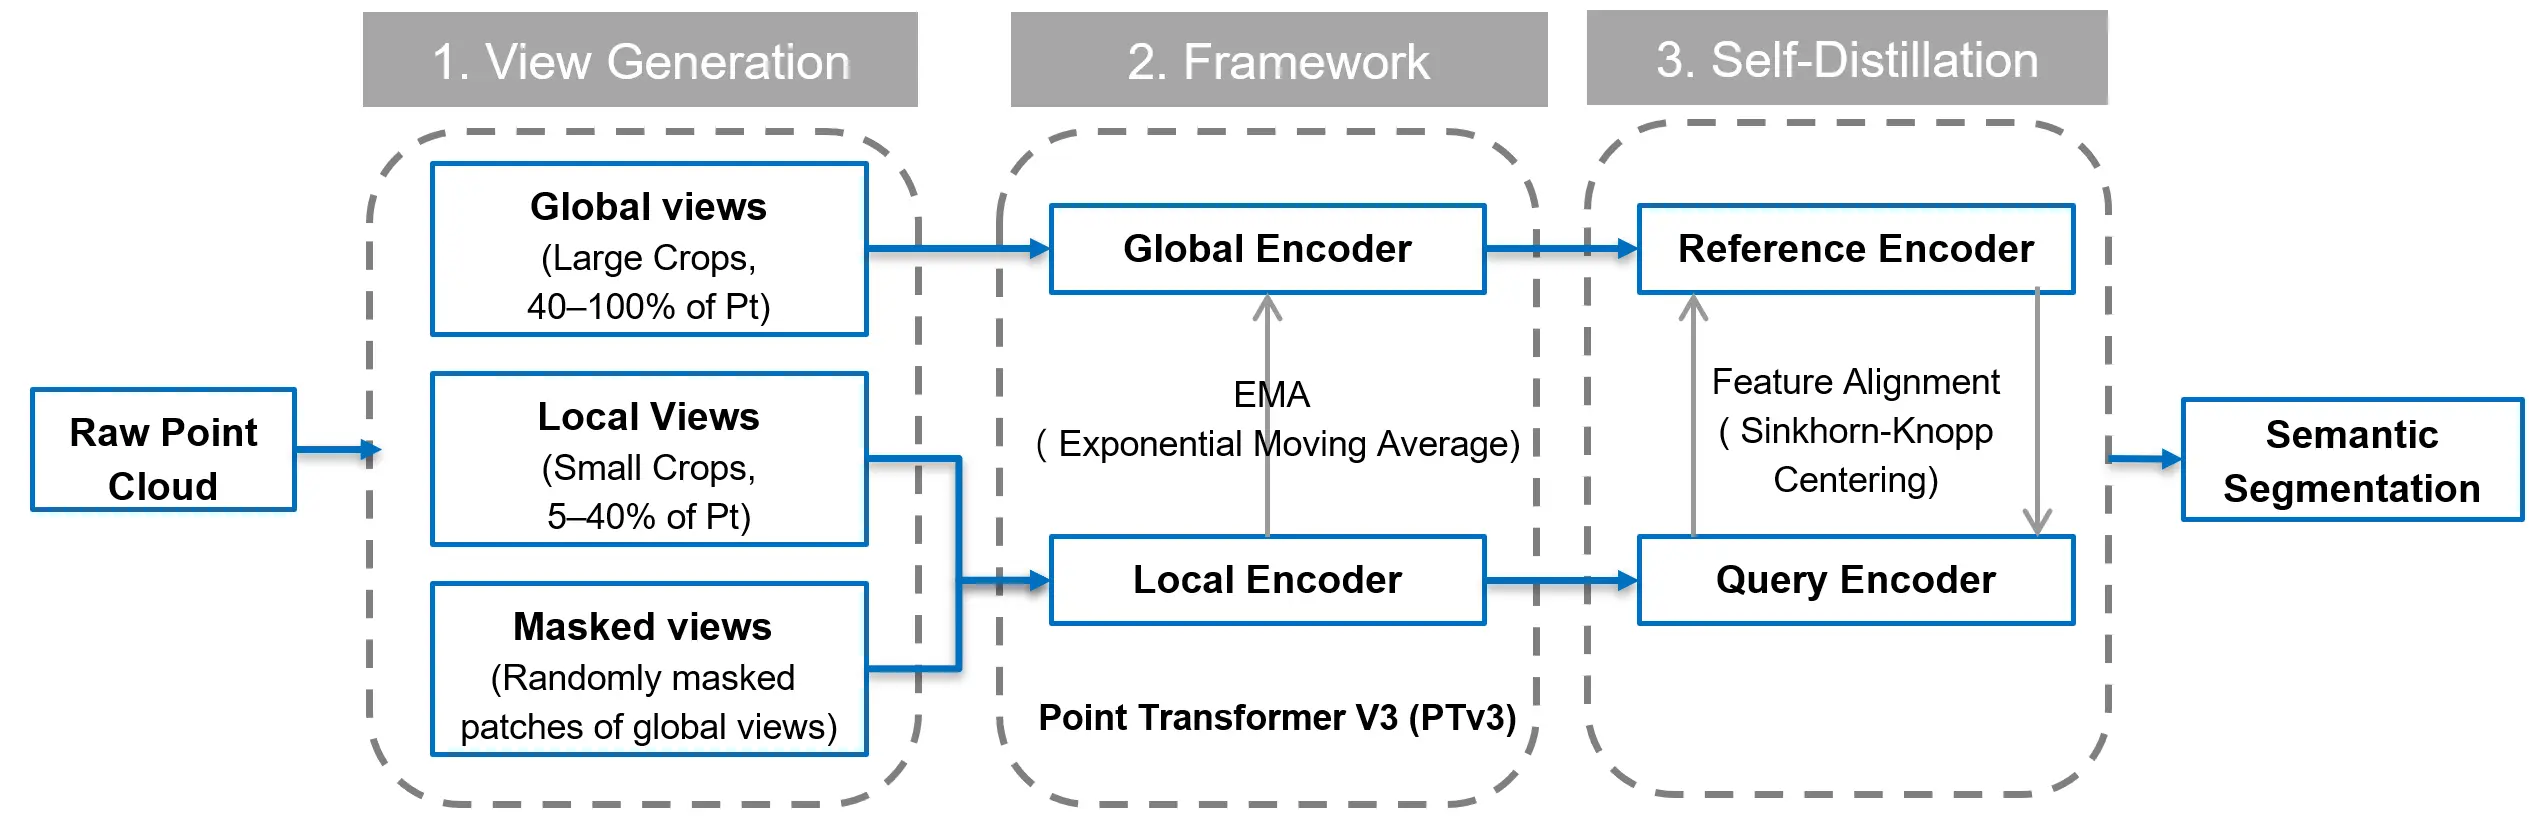 1. View Generation
2. Framework
3. Self-Distillation
Raw Point
Cloud
Global views
(Large Crops,
40–100% of Pt)
Local Views
(Small Crops,
5–40% of Pt)
Masked views
(Randomly masked
patches of global views)
Global Encoder
EMA
( Exponential Moving Average)
Local Encoder
Point Transformer V3 (PTv3)
Reference Encoder
Feature Alignment
( Sinkhorn-Knopp
Centering)
Query Encoder
Semantic
Segmentation